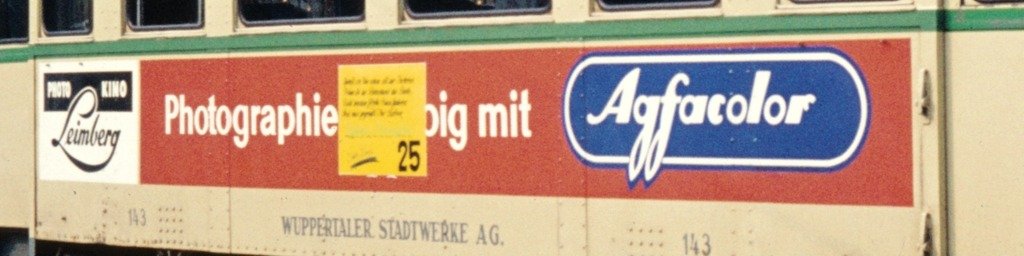 PHOTO KINO
Leimberg
Photographie big mit
Agfacolor
25
143
WUPPERTALER STADTWERKE AG.
143